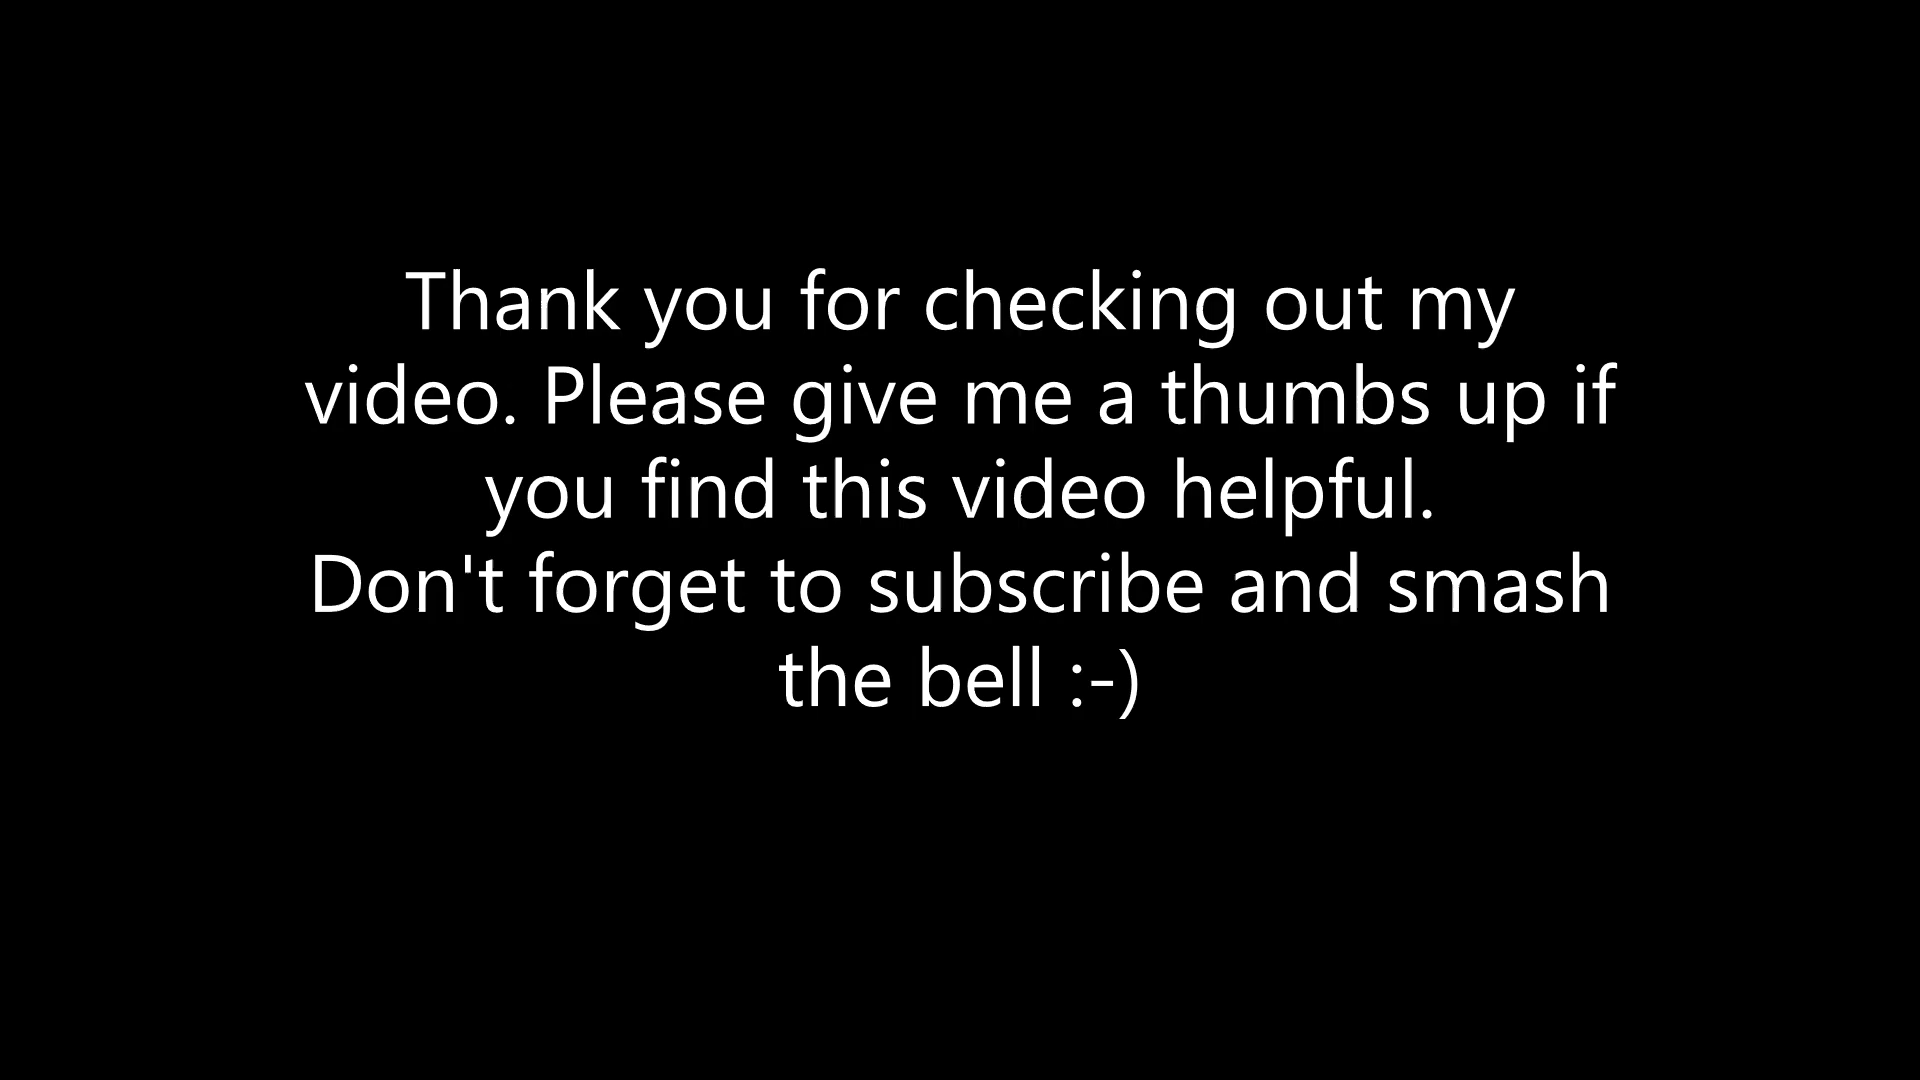 Thank you for checking out my
video. Please give me a thumbs up if
you find this video helpful.
Don't forget to subscribe and smash
the bell :-)